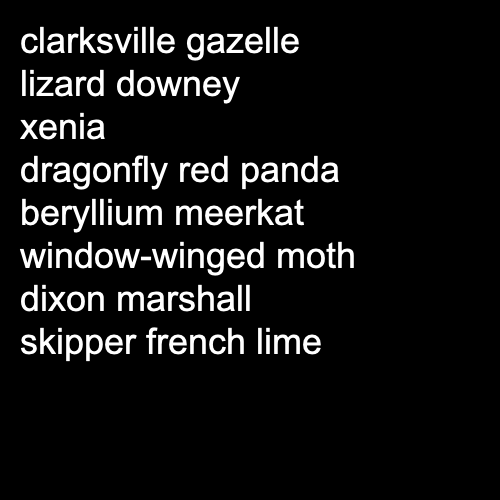 clarksville gazelle
lizard downey
xenia
dragonfly red panda
beryllium meerkat
window-winged moth
dixon marshall
skipper french lime